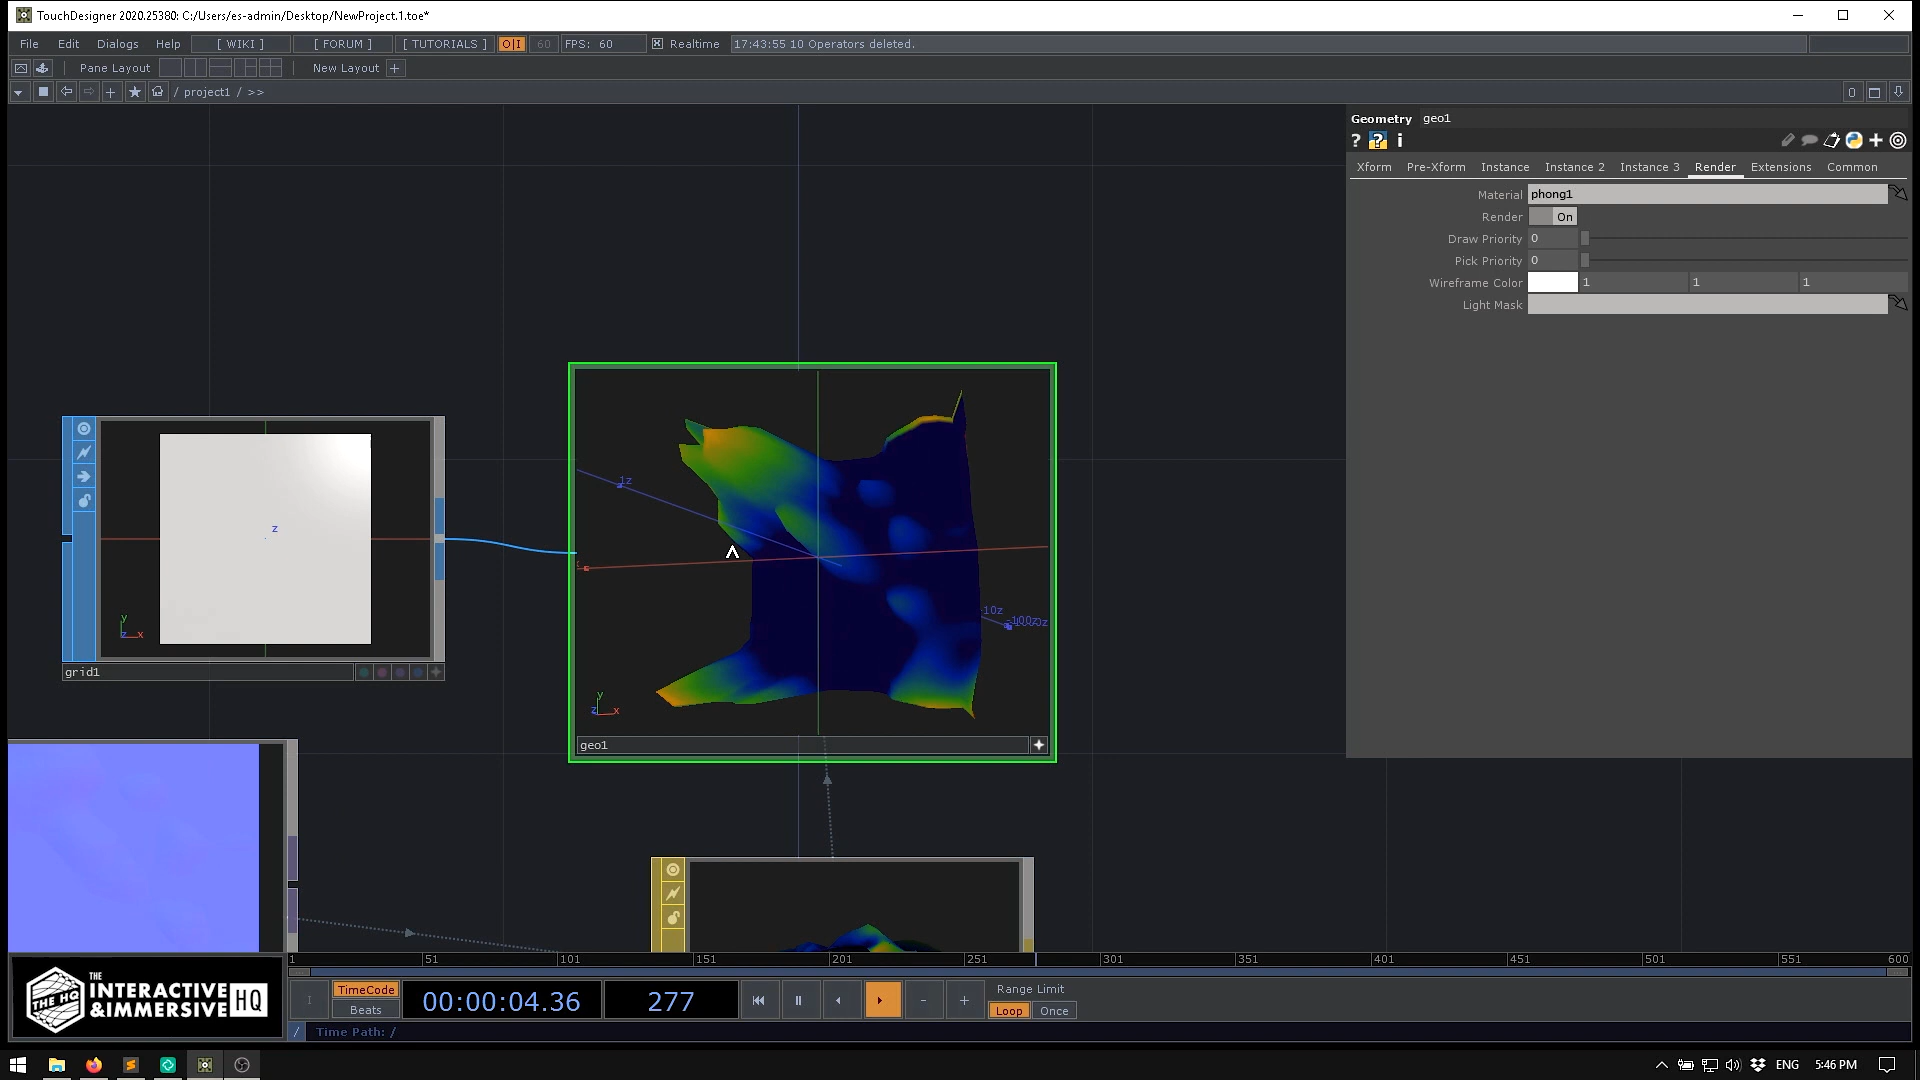 TouchDesigner 2020.25380: C:/Users/es-admin/Desktop/NewProject.1.toe*
File Edit Dialogs Help [ WIKI ] [ FORUM ] [ TUTORIALS ] O|I 60 FPS: 60 Realtime 17:43:55 10 Operators deleted.
Pane Layout New Layout +
/ project1 / >> 0
Geometry geo1
? ? i
Xform Pre-Xform Instance Instance 2 Instance 3 Render Extensions Common
Material phong1
Render On
Draw Priority 0
Pick Priority 0
Wireframe Color 1 1 1
Light Mask
z
y
z x
grid1
1z
10z
y
z x
geo1
1 51 101 151 201 251 301 351 401 451 501 551 600
THE HQ
THE
INTERACTIVE
&IMMERSIVE HQ
TimeCode
Beats
00:00:04.36
277
- +
Range Limit
Loop Once
/ Time Path: /
ENG 5:46 PM